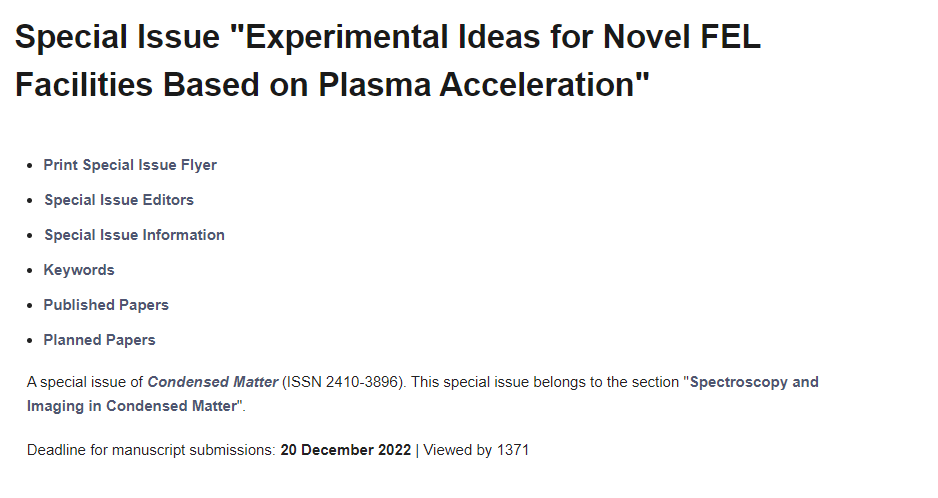 Special Issue "Experimental Ideas for Novel FEL
Facilities Based on Plasma Acceleration"
• Print Special Issue Flyer
• Special Issue Editors
• Special Issue Information
• Keywords
• Published Papers
• Planned Papers
A special issue of Condensed Matter (ISSN 2410-3896). This special issue belongs to the section "Spectroscopy and
Imaging in Condensed Matter".
Deadline for manuscript submissions: 20 December 2022 | Viewed by 1371